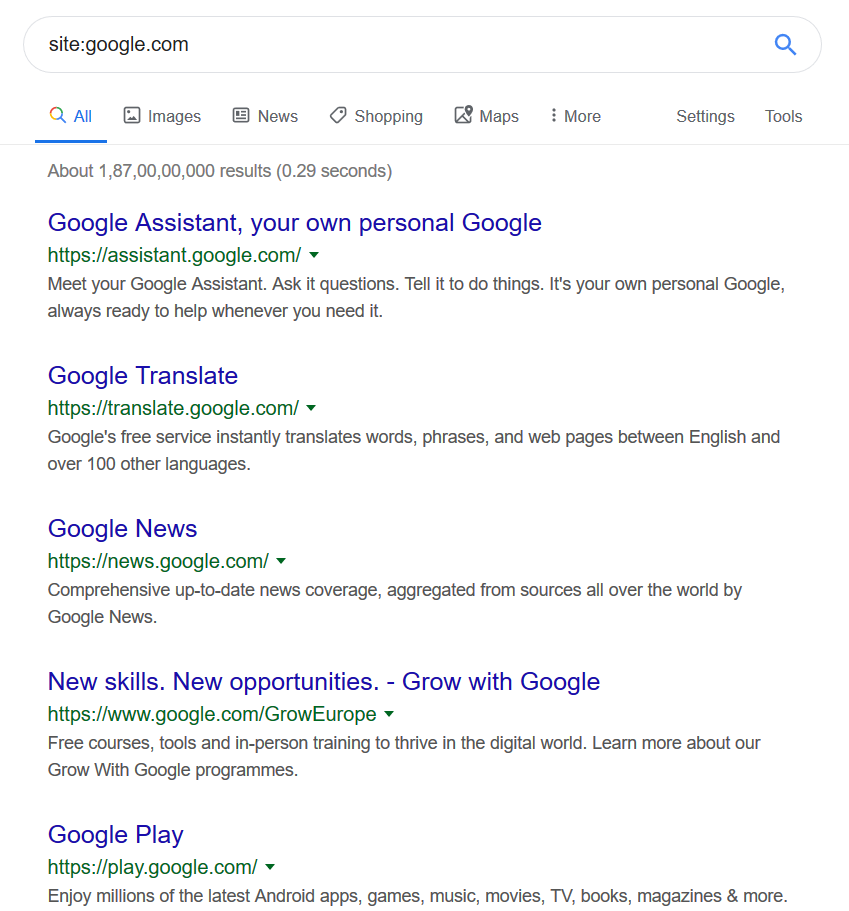 site:google.com
All Images News Shopping Maps More Settings Tools
About 1,87,00,00,000 results (0.29 seconds)
Google Assistant, your own personal Google
https://assistant.google.com/
Meet your Google Assistant. Ask it questions. Tell it to do things. It's your own personal Google,
always ready to help whenever you need it.
Google Translate
https://translate.google.com/
Google's free service instantly translates words, phrases, and web pages between English and
over 100 other languages.
Google News
https://news.google.com/
Comprehensive up-to-date news coverage, aggregated from sources all over the world by
Google News.
New skills. New opportunities. - Grow with Google
https://www.google.com/GrowEurope
Free courses, tools and in-person training to thrive in the digital world. Learn more about our
Grow With Google programmes.
Google Play
https://play.google.com/
Enjoy millions of the latest Android apps, games, music, movies, TV, books, magazines & more.